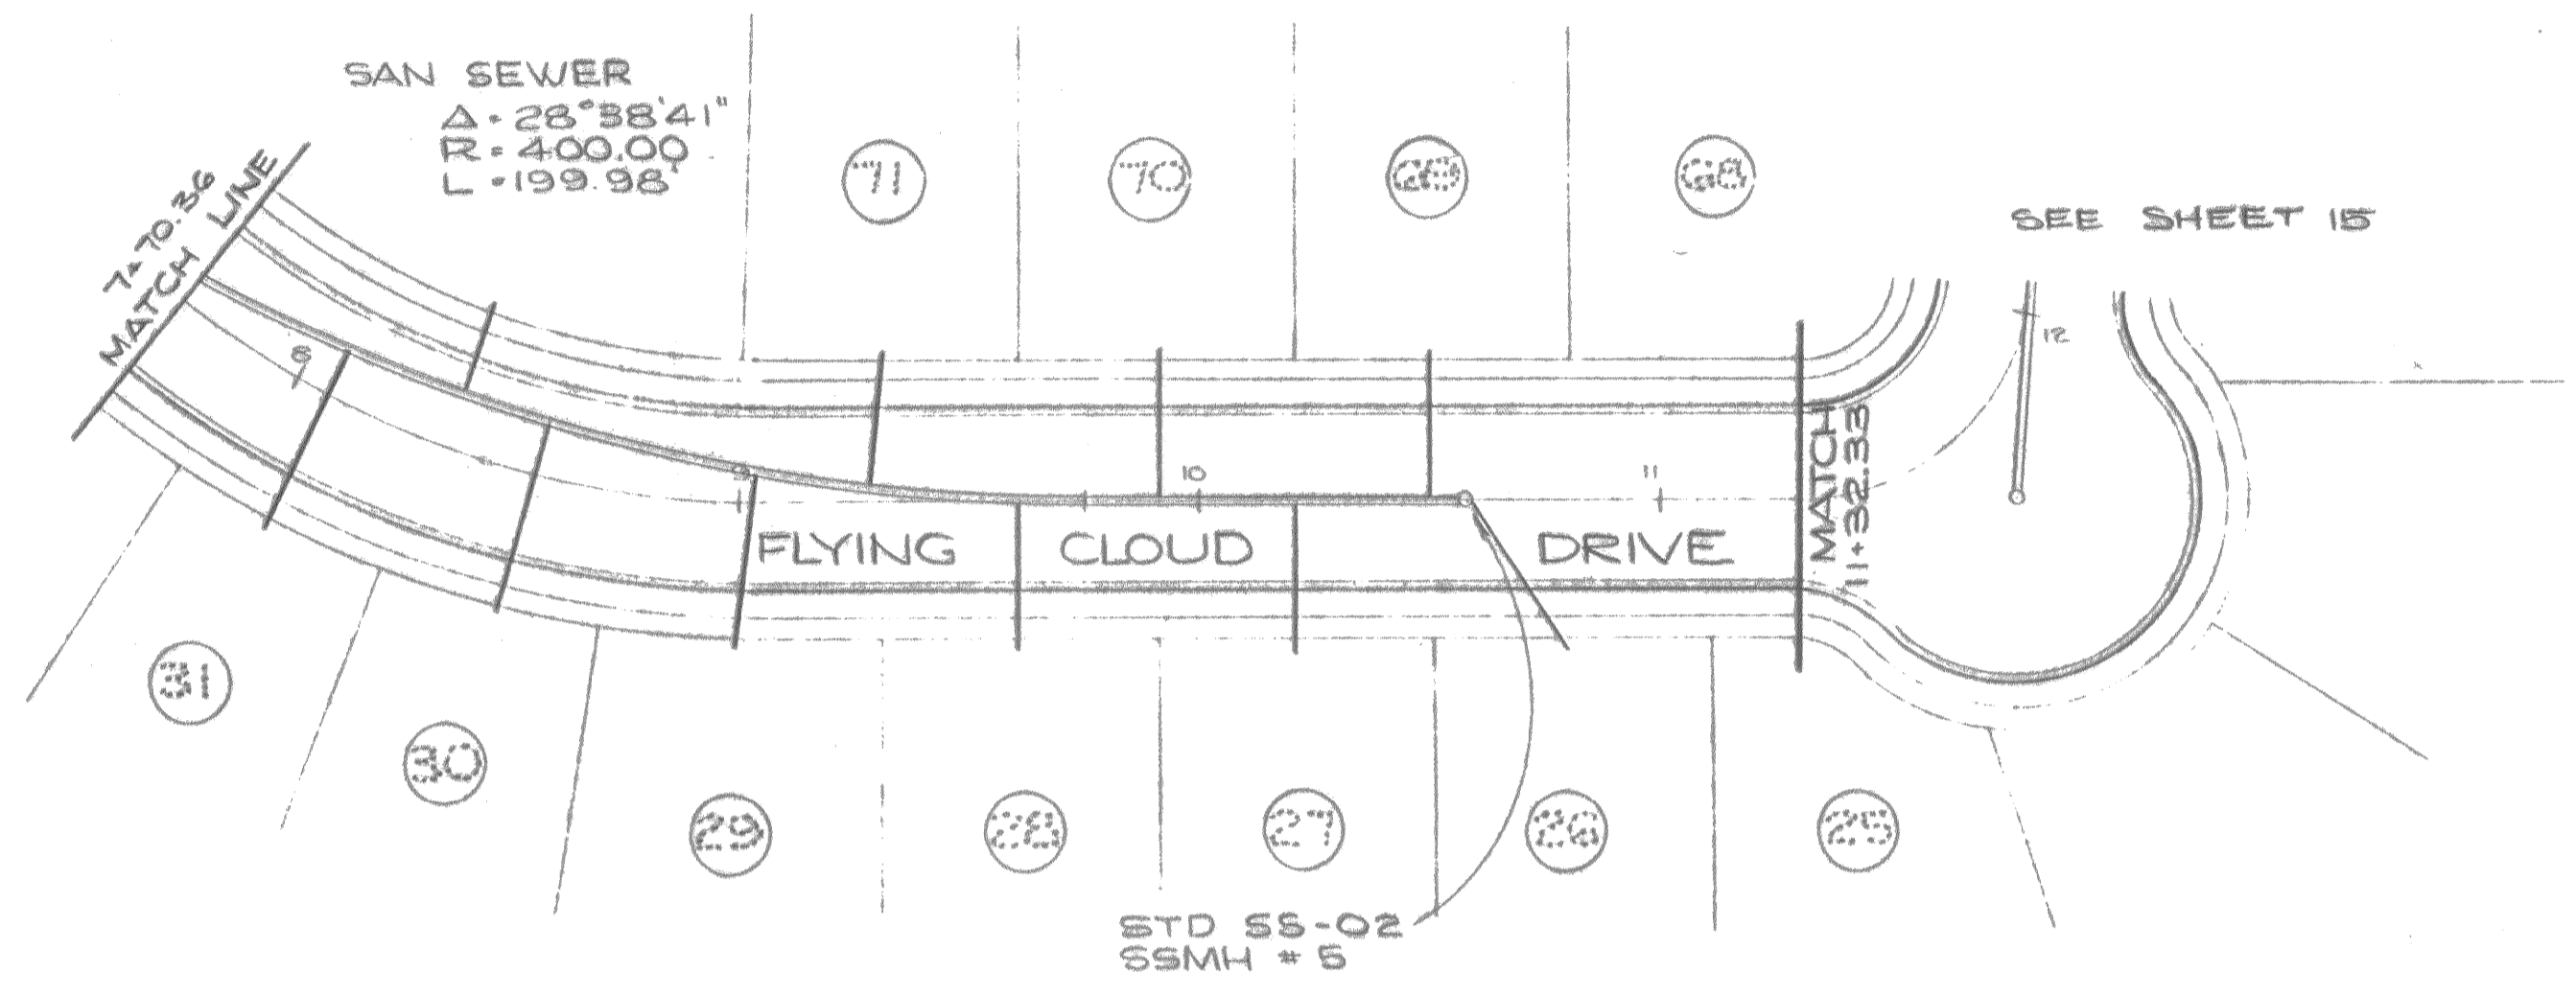 SAN SEWER
Δ = 28°38'41"
R = 400.00
L = 199.98'
7+70.36
MATCH LINE
71
70
68
SEE SHEET 15
8
9
10
11
12
FLYING CLOUD DRIVE
MATCH
11+32.33
31
30
29
28
27
26
25
STD SS-02
SSMH # 5